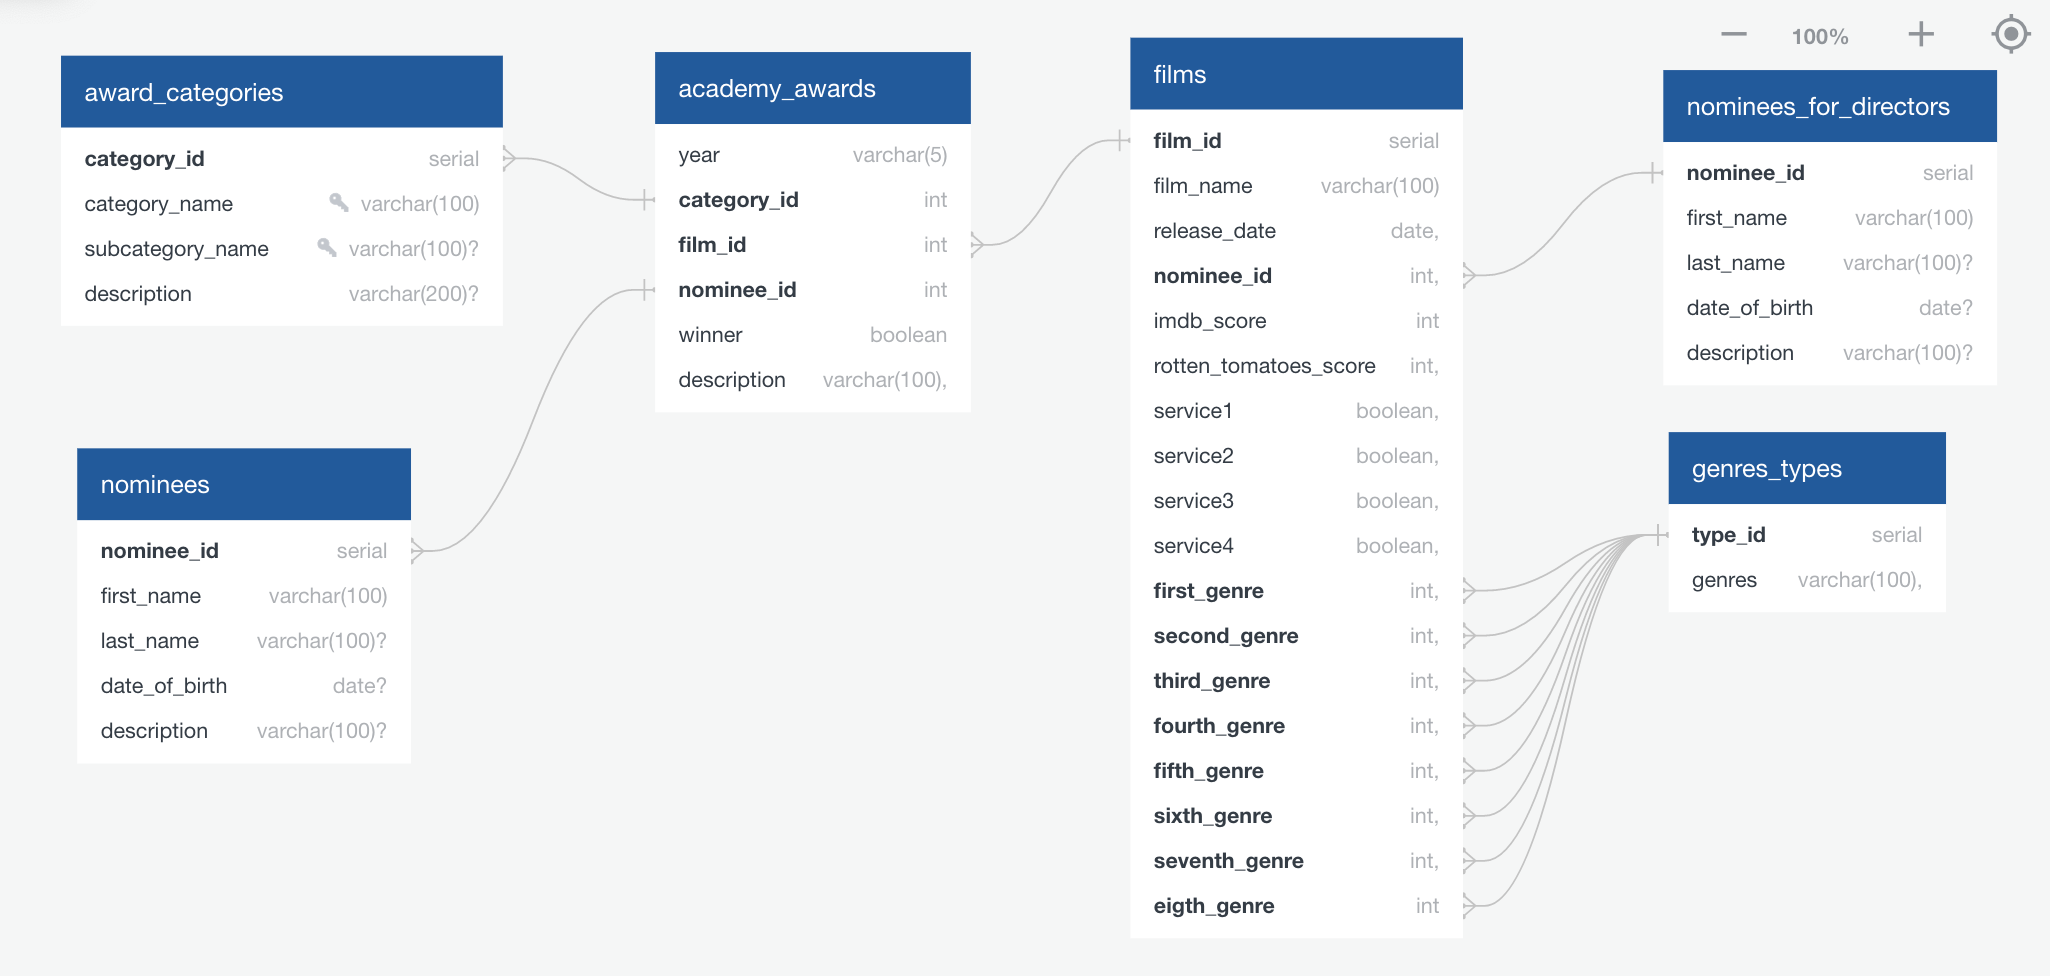 100%
award_categories
category_id serial
category_name varchar(100)
subcategory_name varchar(100)?
description varchar(200)?
academy_awards
year varchar(5)
category_id int
film_id int
nominee_id int
winner boolean
description varchar(100),
films
film_id serial
film_name varchar(100)
release_date date,
nominee_id int,
imdb_score int
rotten_tomatoes_score int,
service1 boolean,
service2 boolean,
service3 boolean,
service4 boolean,
first_genre int,
second_genre int,
third_genre int,
fourth_genre int,
fifth_genre int,
sixth_genre int,
seventh_genre int,
eigth_genre int
nominees_for_directors
nominee_id serial
first_name varchar(100)
last_name varchar(100)?
date_of_birth date?
description varchar(100)?
nominees
nominee_id serial
first_name varchar(100)
last_name varchar(100)?
date_of_birth date?
description varchar(100)?
genres_types
type_id serial
genres varchar(100),